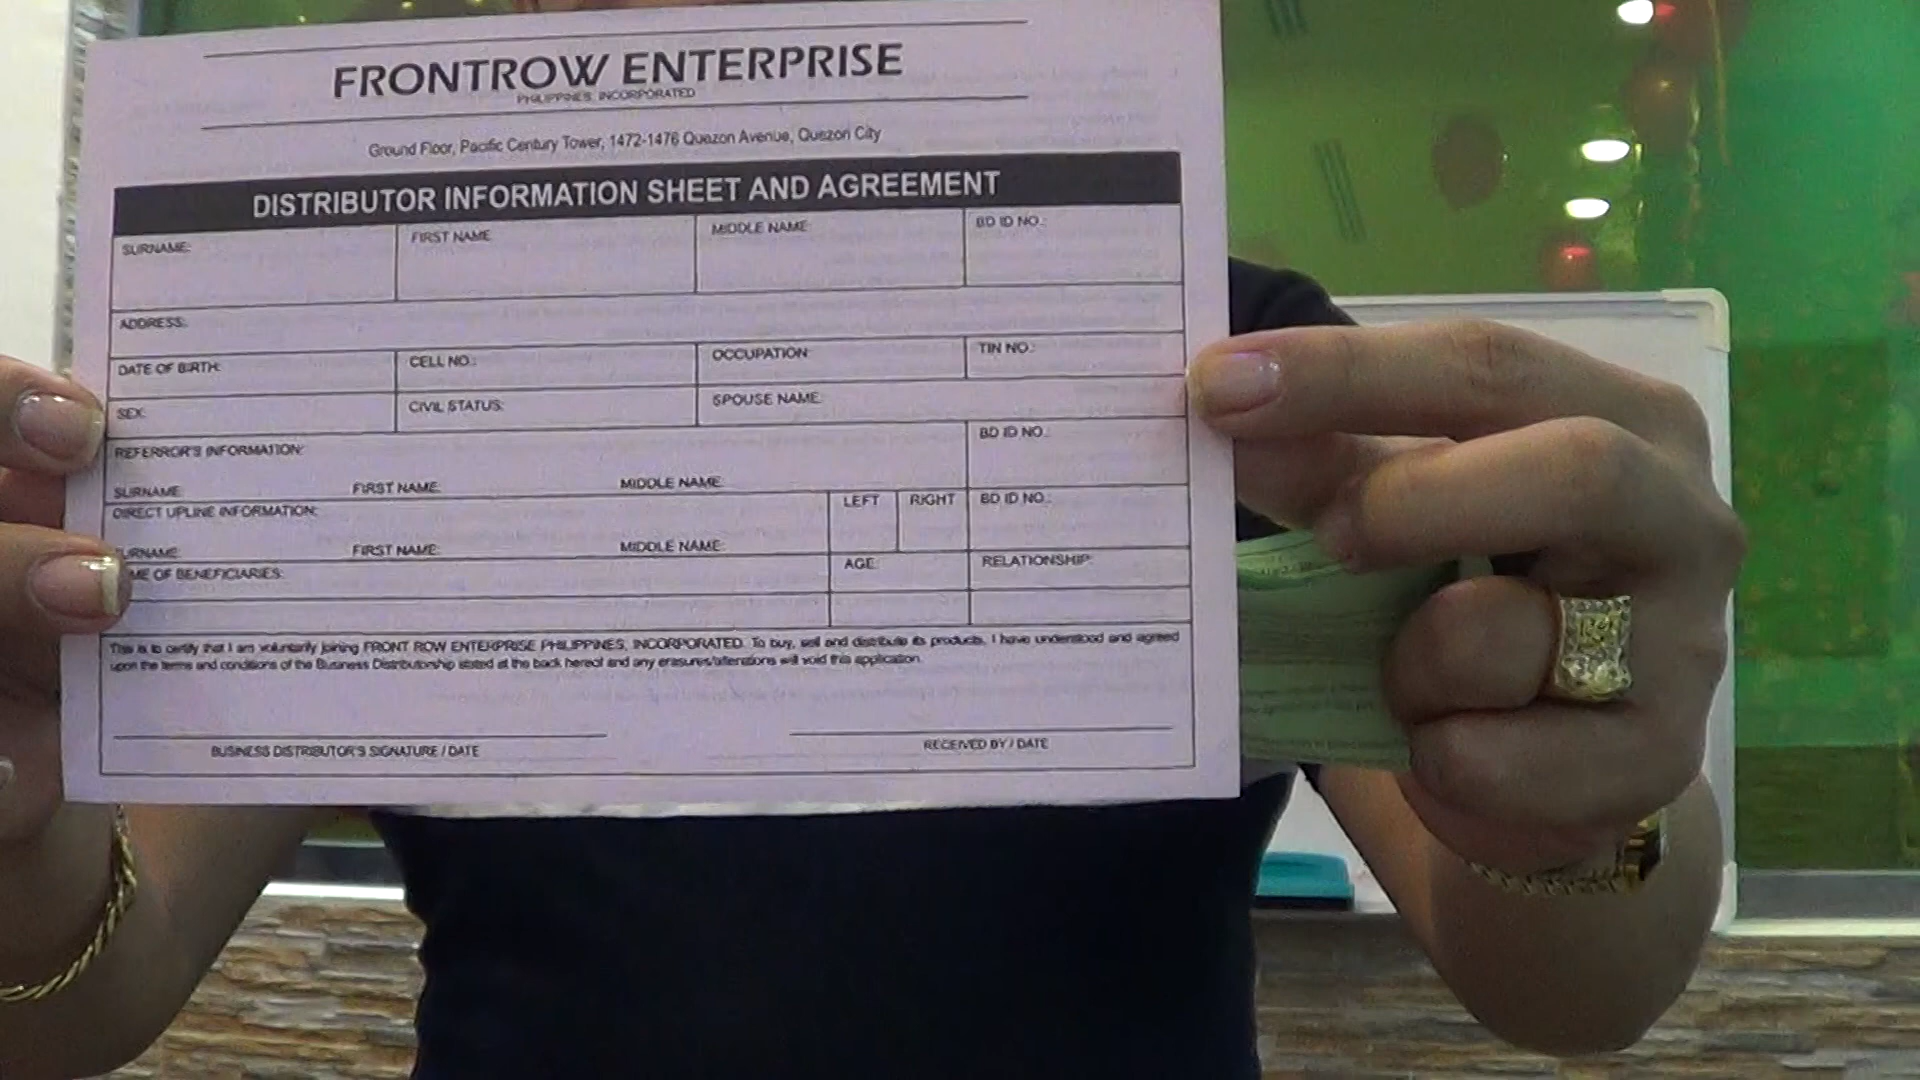 FRONTROW ENTERPRISE
PHILIPPINES, INCORPORATED
Ground Floor, Pacific Century Tower, 1472-1476 Quezon Avenue, Quezon City
DISTRIBUTOR INFORMATION SHEET AND AGREEMENT
SURNAME: FIRST NAME MIDDLE NAME: BD ID NO.:
ADDRESS:
DATE OF BIRTH: CELL NO.: OCCUPATION: TIN NO.:
SEX: CIVIL STATUS: SPOUSE NAME:
REFERROR'S INFORMATION: BD ID NO.:
SURNAME: FIRST NAME: MIDDLE NAME:
DIRECT UPLINE INFORMATION: LEFT RIGHT BD ID NO.:
URNAME: FIRST NAME: MIDDLE NAME:
ME OF BENEFICIARIES: AGE: RELATIONSHIP:
This is to certify that I am voluntarily joining FRONT ROW ENTERPRISE PHILIPPINES, INCORPORATED. To buy, sell and distribute its products, I have understood and agreed
upon the terms and conditions of the Business Distributorship stated at the back hereof and any erasures/alterations will void this application.
BUSINESS DISTRIBUTOR'S SIGNATURE / DATE RECEIVED BY / DATE